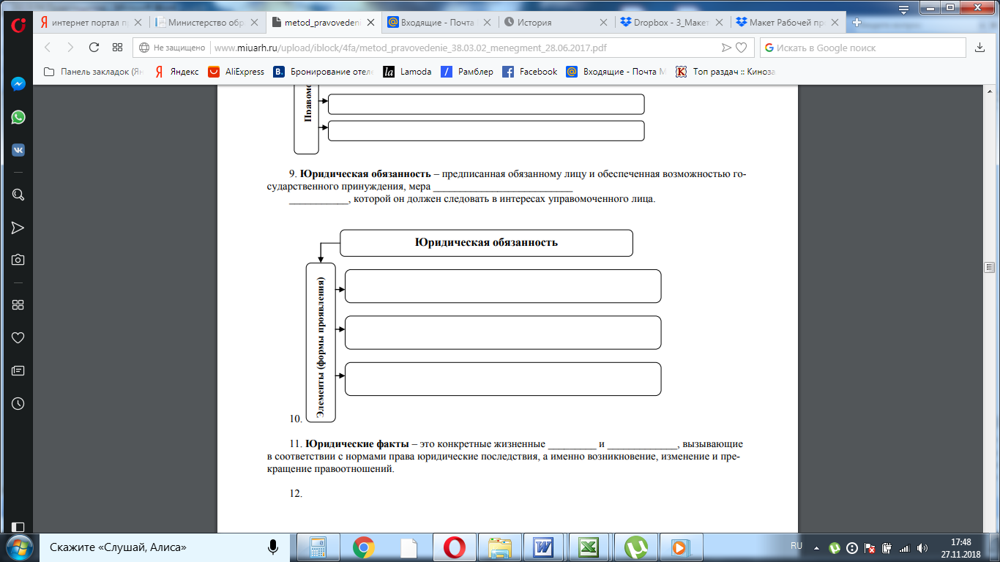 интернет портал п
Министерство обр
metod_pravovedeni
Входящие - Почта
История
Dropbox - 3_Макет
Макет Рабочей пр
Не защищено www.miuarh.ru/upload/iblock/4fa/metod_pravovedenie_38.03.02_menegment_28.06.2017.pdf
Искать в Google поиск
Панель закладок (Ян
Яндекс
AliExpress
Бронирование отеле
Lamoda
Рамблер
Facebook
Входящие - Почта М
Топ раздач :: Киноза
Правомо
9. Юридическая обязанность – предписанная обязанному лицу и обеспеченная возможностью го-
сударственного принуждения, мера __________________________
___________, которой он должен следовать в интересах управомоченного лица.
Юридическая обязанность
Элементы (формы проявления)
10.
11. Юридические факты – это конкретные жизненные _________ и _____________, вызывающие
в соответствии с нормами права юридические последствия, а именно возникновение, изменение и пре-
кращение правоотношений.
12.
Скажите «Слушай, Алиса»
RU
17:48
27.11.2018